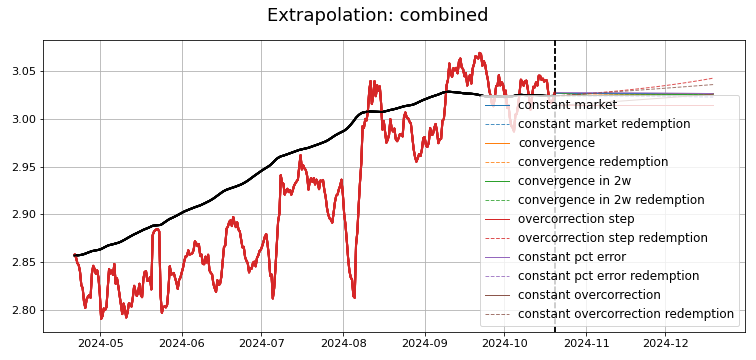 Extrapolation: combined
3.05
3.00
2.95
2.90
2.85
2.80
constant market
constant market redemption
convergence
convergence redemption
convergence in 2w
convergence in 2w redemption
overcorrection step
overcorrection step redemption
constant pct error
constant pct error redemption
constant overcorrection
constant overcorrection redemption
2024-05 2024-06 2024-07 2024-08 2024-09 2024-10 2024-11 2024-12